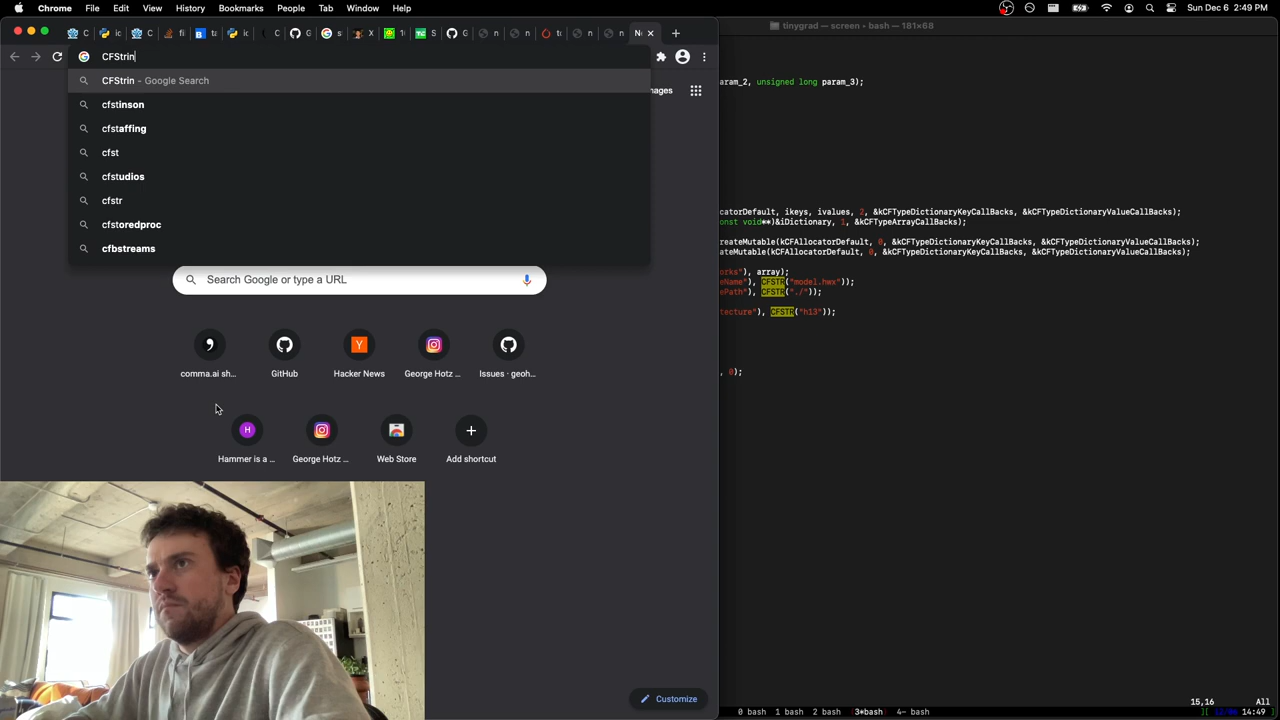 Chrome File Edit View History Bookmarks People Tab Window Help Sun Dec 6 2:49 PM
tinygrad — screen ◂ bash — 181×68
CFStrin
CFStrin - Google Search
cfstinson
cfstaffing
cfst
cfstudios
cfstr
cfstoredproc
cfbstreams
Search Google or type a URL
comma.ai sh...
GitHub
Hacker News
George Hotz ...
Issues · geoh...
Hammer is a ...
George Hotz ...
Web Store
Add shortcut
Customize
aram_2, unsigned long param_3);
catorDefault, ikeys, ivalues, 2, &kCFTypeDictionaryKeyCallBacks, &kCFTypeDictionaryValueCallBacks);
onst void**)&iDictionary, 1, &kCFTypeArrayCallBacks);
reateMutable(kCFAllocatorDefault, 0, &kCFTypeDictionaryKeyCallBacks, &kCFTypeDictionaryValueCallBacks);
ateMutable(kCFAllocatorDefault, 0, &kCFTypeDictionaryKeyCallBacks, &kCFTypeDictionaryValueCallBacks);
orks"), array);
eName"), CFSTR("model.hwx"));
ePath"), CFSTR("./"));
tecture"), CFSTR("h13"));
, 0);
15,16 All
0 bash 1 bash 2 bash 3*bash 4- bash 14:49